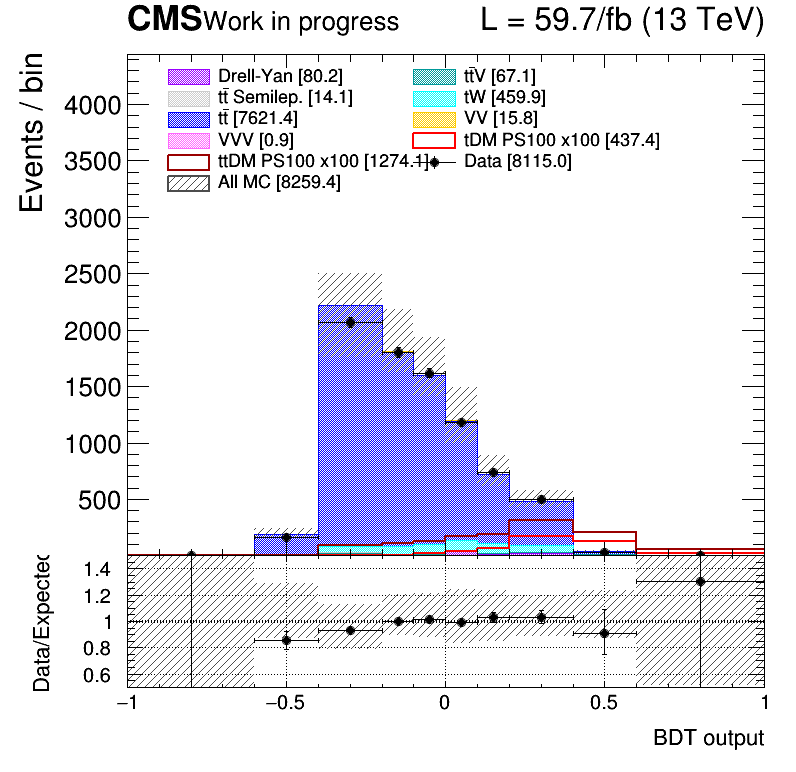 CMS Work in progress L = 59.7/fb (13 TeV)
Events / bin
Drell-Yan [80.2] tt̄V [67.1]
tt̄ Semilep. [14.1] tW [459.9]
tt̄ [7621.4] VV [15.8]
VVV [0.9] tDM PS100 x100 [437.4]
ttDM PS100 x100 [1274.1] Data [8115.0]
All MC [8259.4]
4000
3500
3000
2500
2000
1500
1000
500
Data/Expected
1.4
1.2
1
0.8
0.6
−1 −0.5 0 0.5 1
BDT output